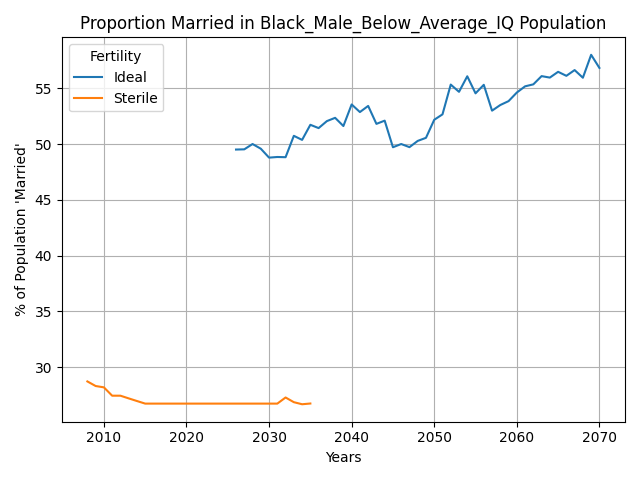 Proportion Married in Black_Male_Below_Average_IQ Population
Fertility
Ideal
Sterile
% of Population 'Married'
55
50
45
40
35
30
2010 2020 2030 2040 2050 2060 2070
Years